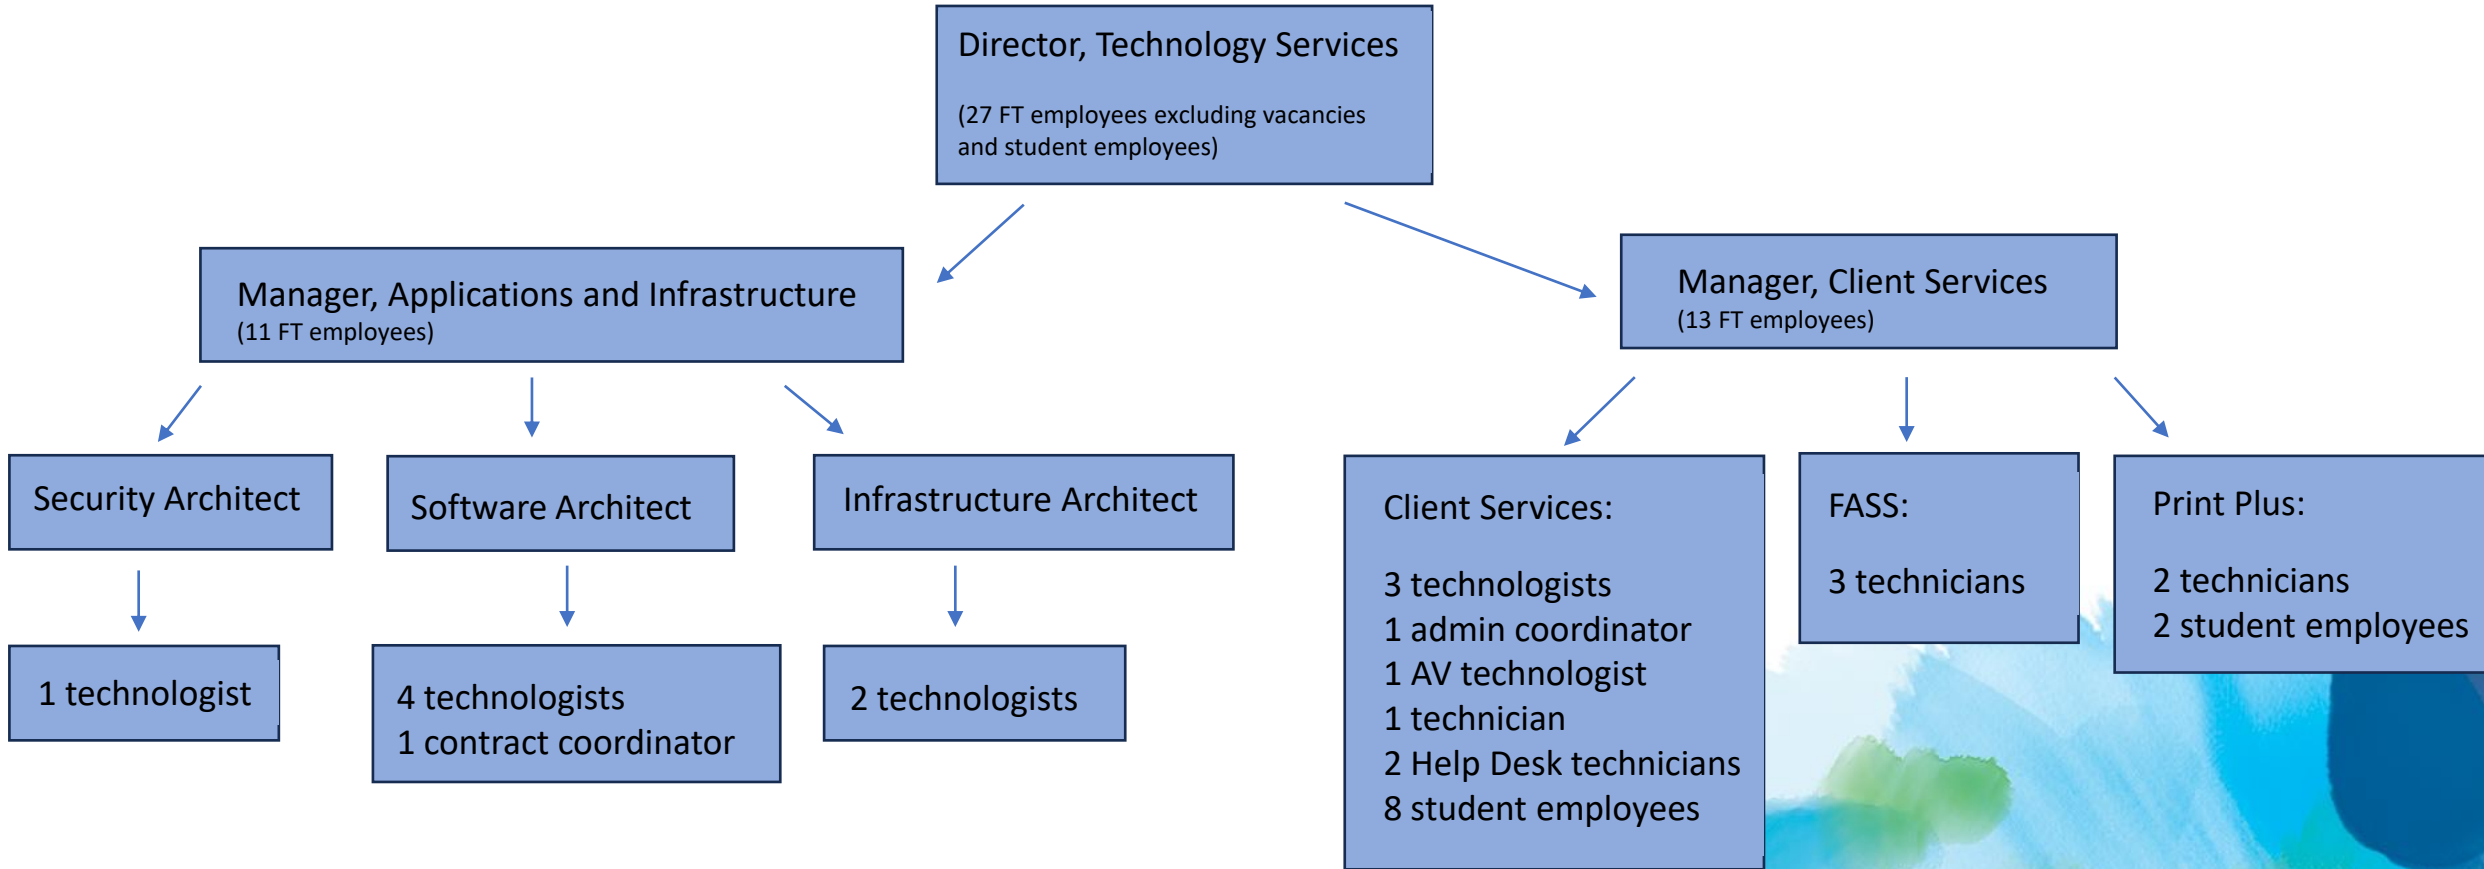 Director, Technology Services
(27 FT employees excluding vacancies
and student employees)
Manager, Applications and Infrastructure
(11 FT employees)
Manager, Client Services
(13 FT employees)
Security Architect
Software Architect
Infrastructure Architect
1 technologist
4 technologists
1 contract coordinator
2 technologists
Client Services:
3 technologists
1 admin coordinator
1 AV technologist
1 technician
2 Help Desk technicians
8 student employees
FASS:
3 technicians
Print Plus:
2 technicians
2 student employees